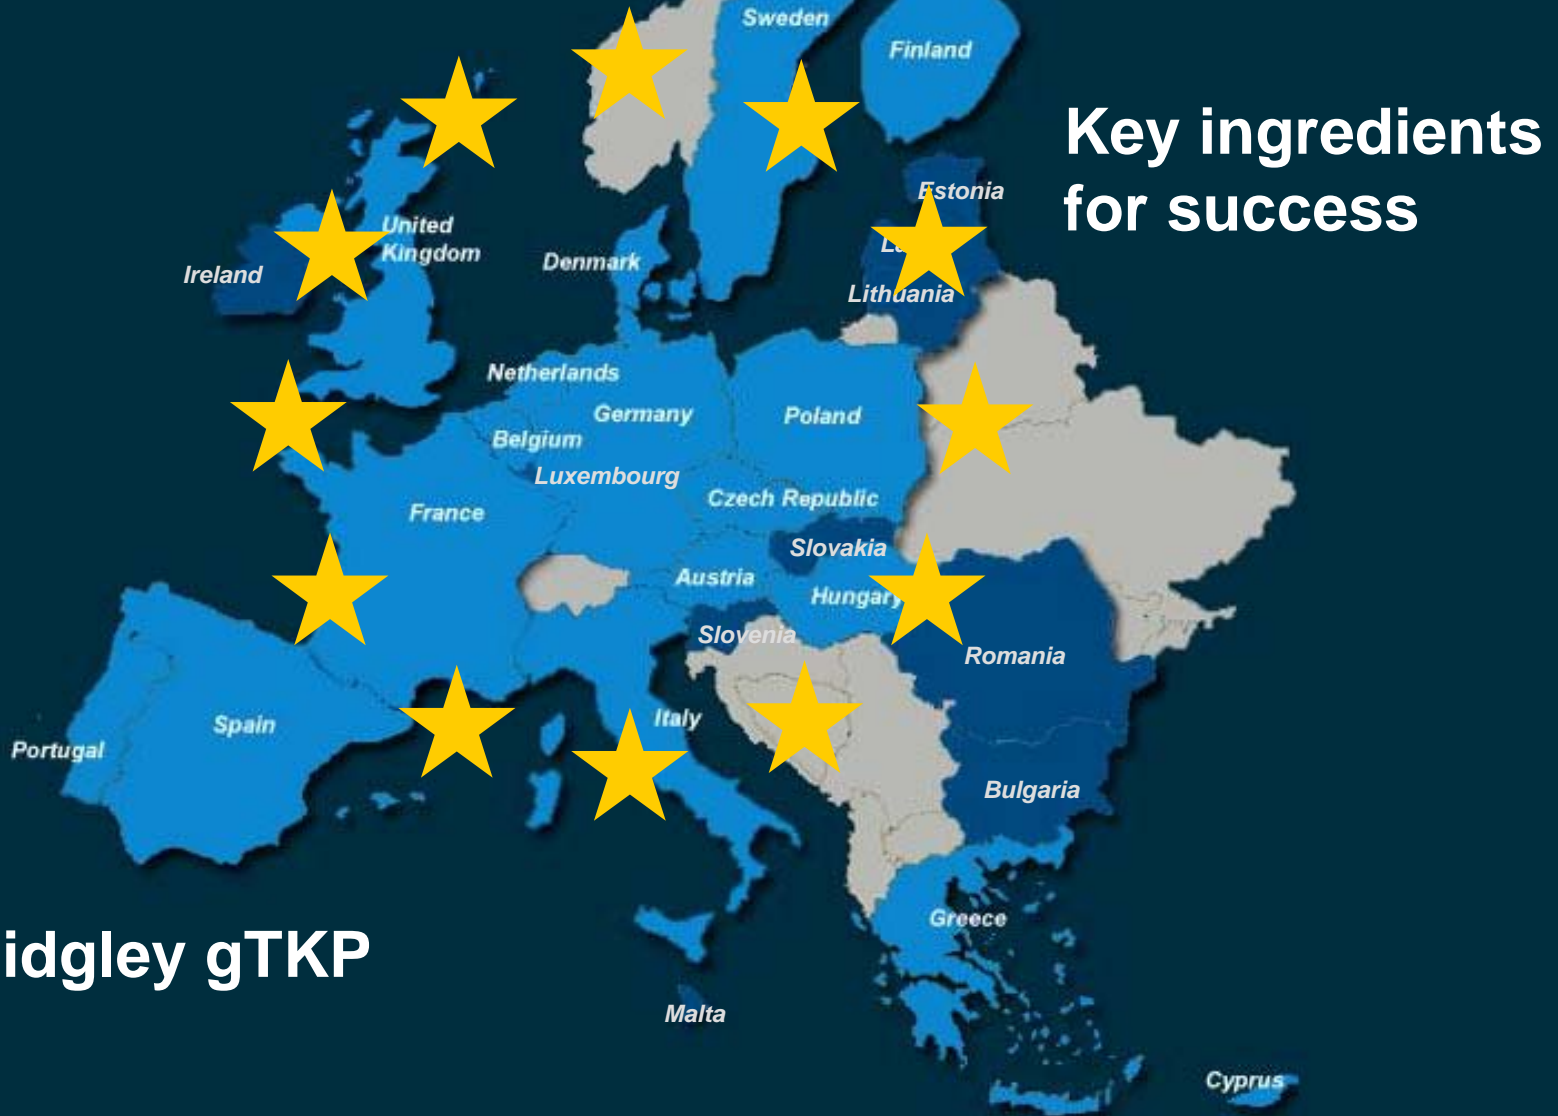 Sweden
Finland
Key ingredients
for success
Estonia
United
Kingdom
Ireland
Denmark
Lithuania
Netherlands
Germany
Poland
Belgium
Luxembourg
Czech Republic
France
Slovakia
Austria
Hungary
Slovenia
Romania
Italy
Spain
Portugal
Bulgaria
Greece
idgley gTKP
Malta
Cyprus